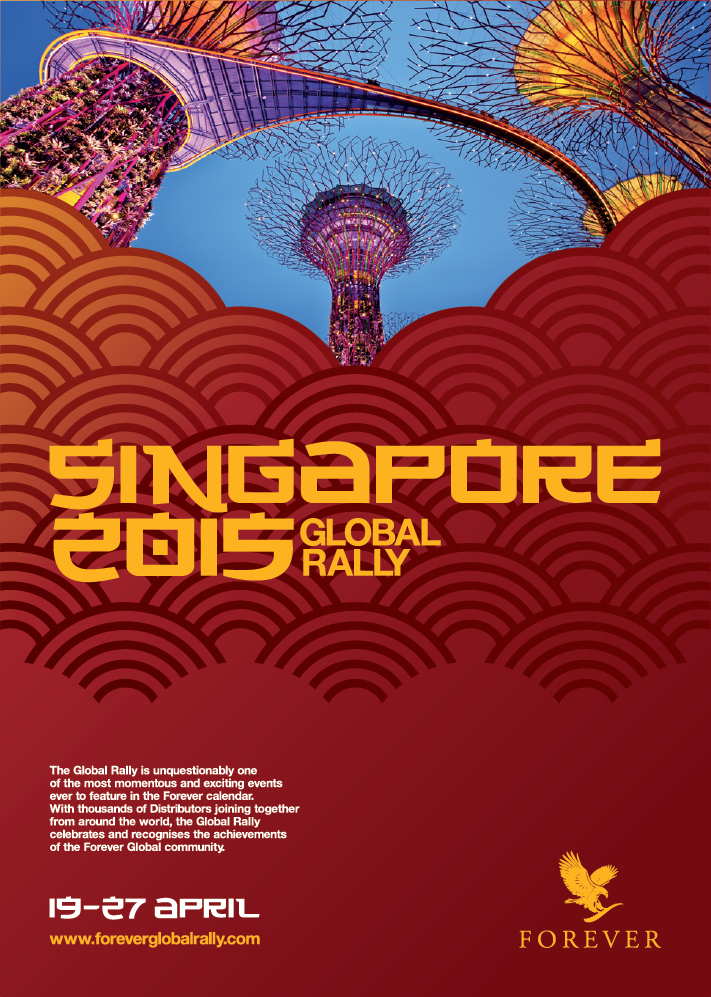 SINGAPORE
2015 GLOBAL
RALLY
The Global Rally is unquestionably one
of the most momentous and exciting events
ever to feature in the Forever calendar.
With thousands of Distributors joining together
from around the world, the Global Rally
celebrates and recognises the achievements
of the Forever Global community.
19-27 APRIL
www.foreverglobalrally.com
FOREVER